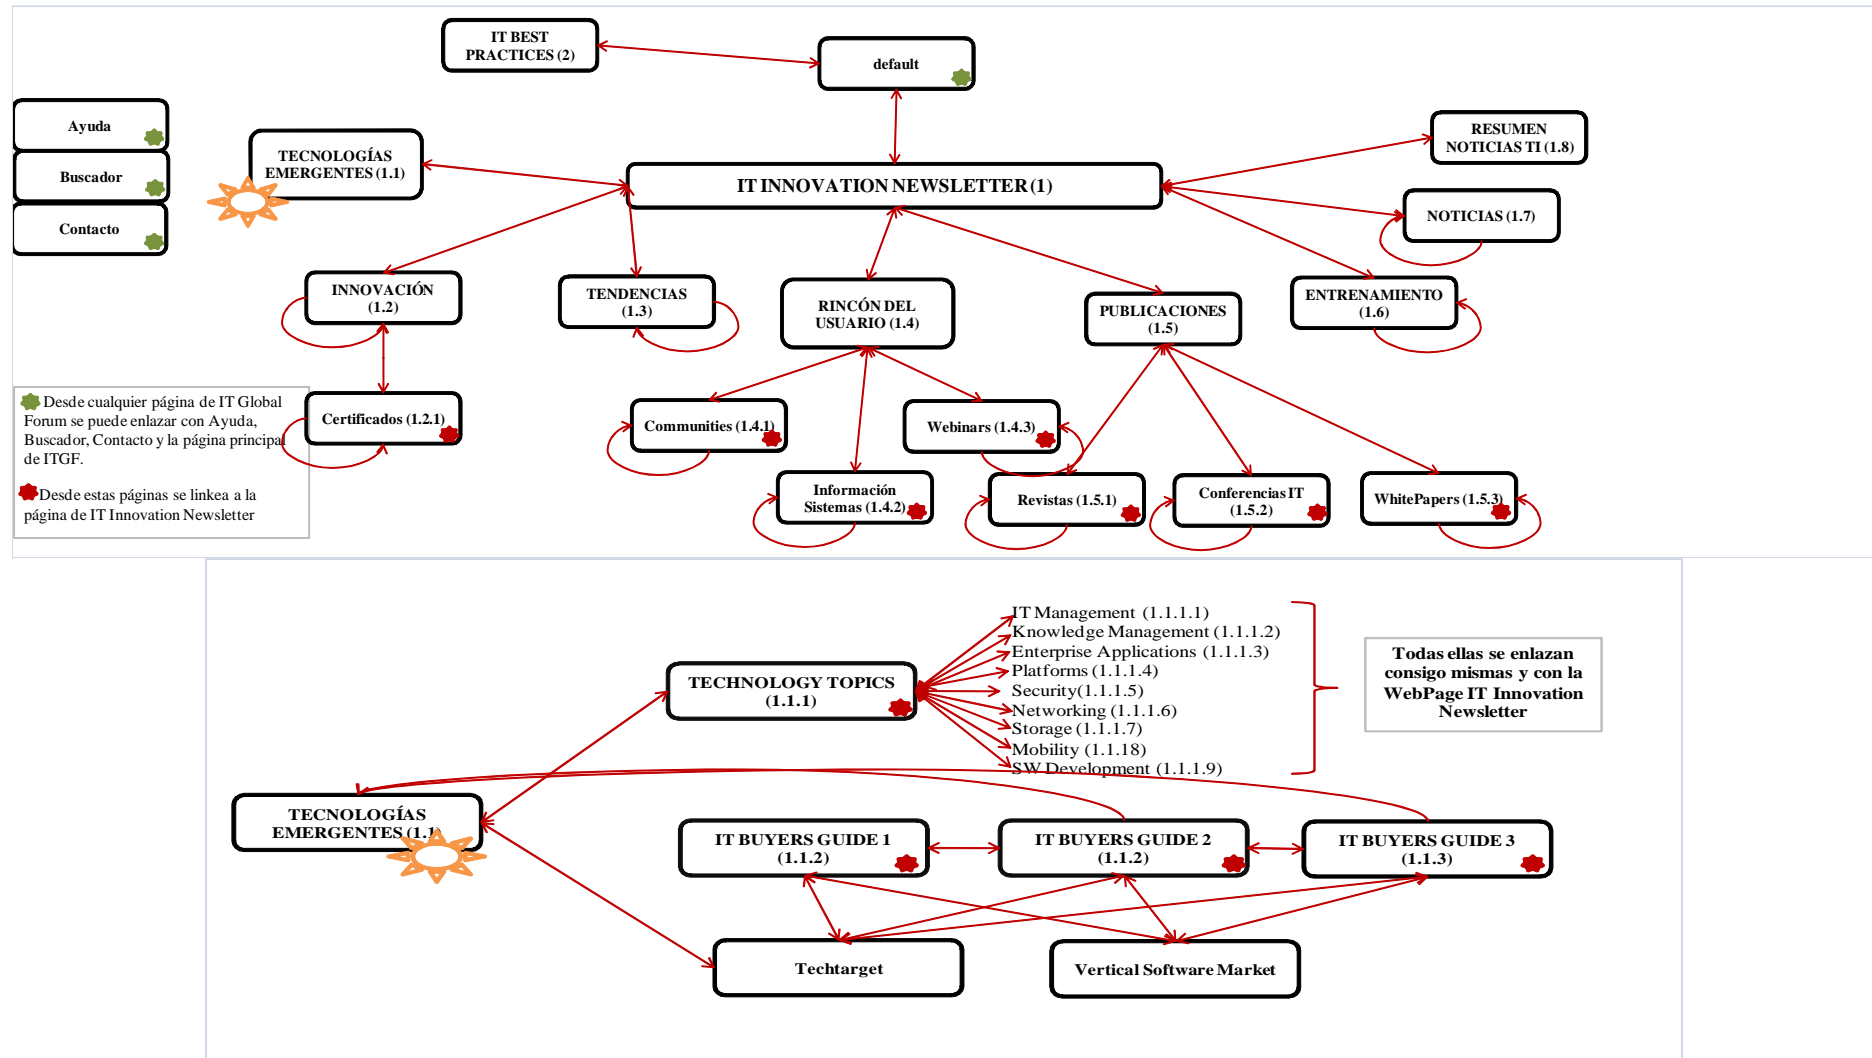 IT BEST
PRACTICES (2)
default
Ayuda
Buscador
Contacto
TECNOLOGÍAS
EMERGENTES (1.1)
IT INNOVATION NEWSLETTER (1)
RESUMEN
NOTICIAS TI (1.8)
NOTICIAS (1.7)
INNOVACIÓN
(1.2)
TENDENCIAS
(1.3)
RINCÓN DEL
USUARIO (1.4)
PUBLICACIONES
(1.5)
ENTRENAMIENTO
(1.6)
Desde cualquier página de IT Global
Forum se puede enlazar con Ayuda,
Buscador, Contacto y la página principal
de ITGF.
Desde estas páginas se linkea a la
página de IT Innovation Newsletter
Certificados (1.2.1)
Communities (1.4.1)
Webinars (1.4.3)
Información
Sistemas (1.4.2)
Revistas (1.5.1)
Conferencias IT
(1.5.2)
WhitePapers (1.5.3)
IT Management (1.1.1.1)
Knowledge Management (1.1.1.2)
Enterprise Applications (1.1.1.3)
Platforms (1.1.1.4)
Security(1.1.1.5)
Networking (1.1.1.6)
Storage (1.1.1.7)
Mobility (1.1.18)
SW Development (1.1.1.9)
Todas ellas se enlazan
consigo mismas y con la
WebPage IT Innovation
Newsletter
TECHNOLOGY TOPICS
(1.1.1)
TECNOLOGÍAS
EMERGENTES (1.1)
IT BUYERS GUIDE 1
(1.1.2)
IT BUYERS GUIDE 2
(1.1.2)
IT BUYERS GUIDE 3
(1.1.3)
Techtarget
Vertical Software Market